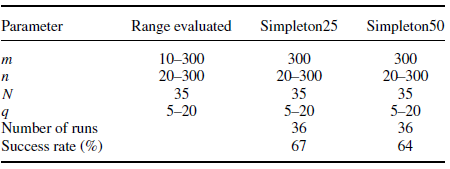 Parameter Range evaluated Simpleton25 Simpleton50
m 10–300 300 300
n 20–300 20–300 20–300
N 35 35 35
q 5–20 5–20 5–20
Number of runs 36 36
Success rate (%) 67 64